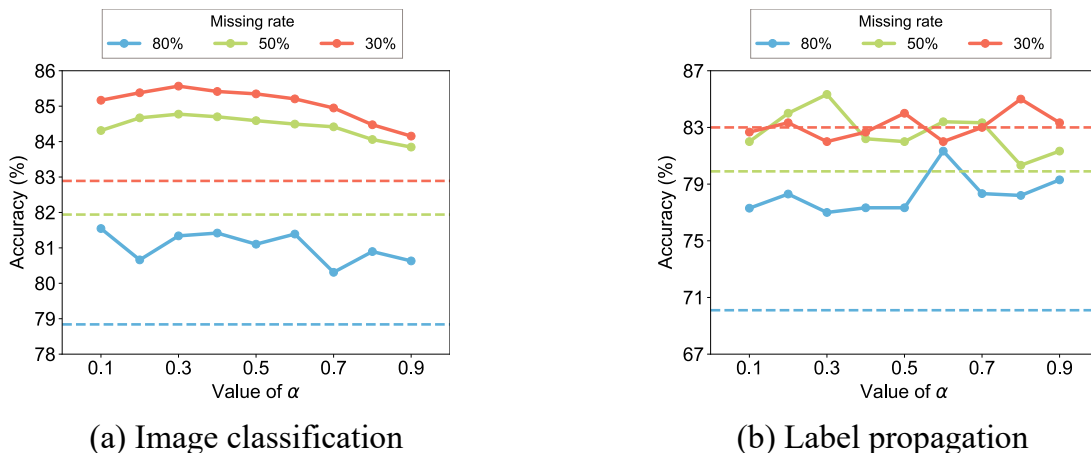 Missing rate
80% 50% 30%
86
85
84
83
82
81
80
79
78
Accuracy (%)
0.1 0.3 0.5 0.7 0.9
Value of α
(a) Image classification
Missing rate
80% 50% 30%
87
83
79
75
71
67
Accuracy (%)
0.1 0.3 0.5 0.7 0.9
Value of α
(b) Label propagation